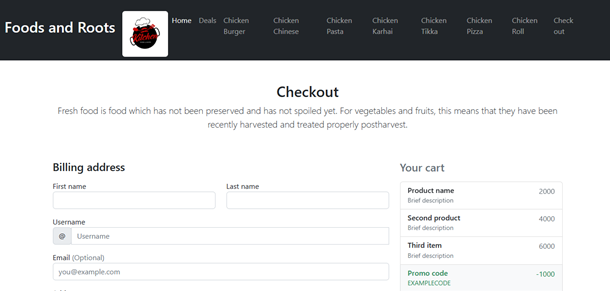 Foods and Roots
Home
Deals
Chicken Burger
Chicken Chinese
Chicken Pasta
Chicken Karhai
Chicken Tikka
Chicken Pizza
Chicken Roll
Check out
Checkout
Fresh food is food which has not been preserved and has not spoiled yet. For vegetables and fruits, this means that they have been
recently harvested and treated properly postharvest.
Billing address
First name
Last name
Username
@ Username
Email (Optional)
you@example.com
Your cart
Product name 2000
Brief description
Second product 4000
Brief description
Third item 6000
Brief description
Promo code -1000
EXAMPLECODE